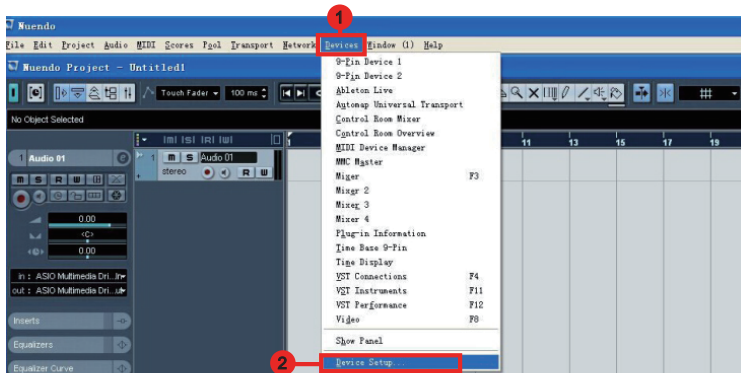 1
Nuendo
File Edit Project Audio MIDI Scores Pool Transport Network Devices Window (1) Help
Nuendo Project - Untitled1
Touch Fader 100 ms
No Object Selected
11 13 15 17 19
1 Audio 01
1 m S Audio 01
stereo R W
m S R W
0.00
<C>
0.00
in : ASIO Multimedia Dri...In
out : ASIO Multimedia Dri...ut
Inserts
Equalizers
Equalizer Curve
9-Pin Device 1
9-Pin Device 2
Ableton Live
Automap Universal Transport
Control Room Mixer
Control Room Overview
MIDI Device Manager
MMC Master
Mixer F3
Mixer 2
Mixer 3
Mixer 4
Plug-in Information
Time Base 9-Pin
Time Display
VST Connections F4
VST Instruments F11
VST Performance F12
Video F8
Show Panel
2
Device Setup...